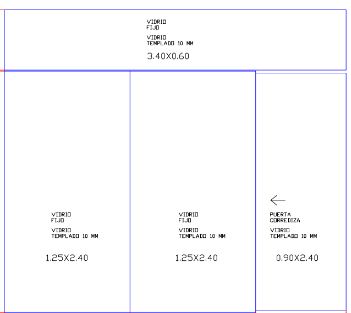 VIDRIO
FIJO
VIDRIO
TEMPLADO 10 MM
3.40X0.60
VIDRIO
FIJO
VIDRIO
TEMPLADO 10 MM
1.25X2.40
VIDRIO
FIJO
VIDRIO
TEMPLADO 10 MM
1.25X2.40
PUERTA
CORREDIZA
VIDRIO
TEMPLADO 10 MM
0.90X2.40